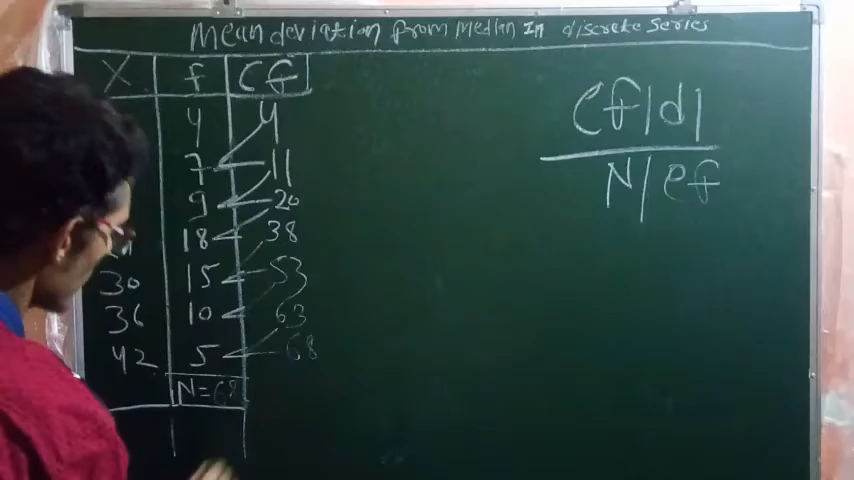 Mean deviation from Median In discrete Series
X f Cf
4 4
7 11
9 20
18 38
30 15 53
36 10 63
42 5 68
N=68
ef|d|
N/ef